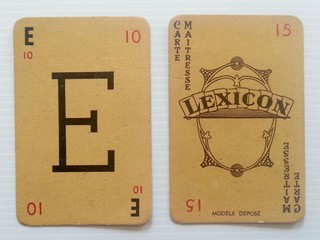 E 10
10
E
10
10 E
CARTE
MAITRESSE
15
LEXICON
MAITRESSE
CARTE
15
MODÈLE DÉPOSÉ